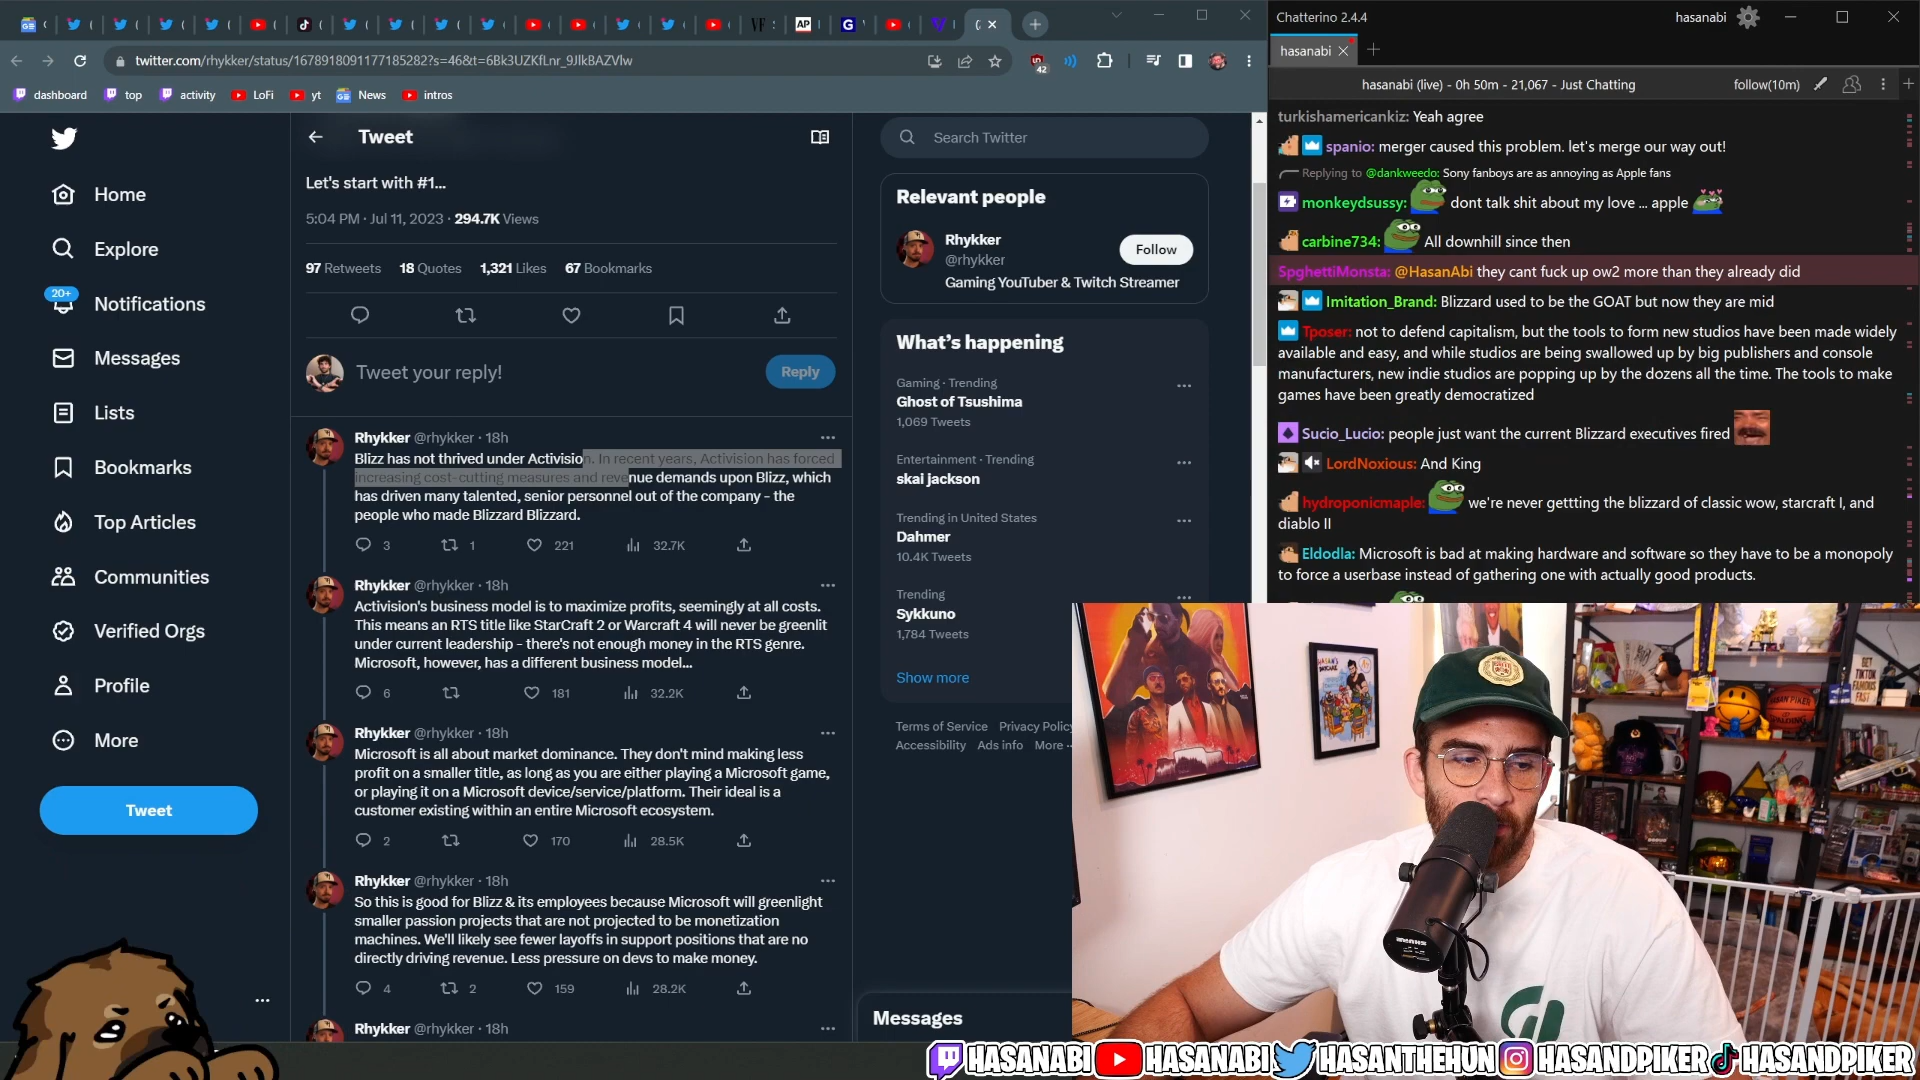 twitter.com/rhykker/status/1678918091177185282?s=46&t=6Bk3UZKfLnr_9JlkBAZVlw
42
dashboard
top
activity
LoFi
yt
News
intros
Home
Explore
20+
Notifications
Messages
Lists
Bookmarks
Top Articles
Communities
Verified Orgs
Profile
More
Tweet
Tweet
Let's start with #1...
5:04 PM · Jul 11, 2023 · 294.7K Views
97 Retweets 18 Quotes 1,321 Likes 67 Bookmarks
Tweet your reply!
Reply
Rhykker @rhykker · 18h
Blizz has not thrived under Activision. In recent years, Activision has forced
increasing cost-cutting measures and revenue demands upon Blizz, which
has driven many talented, senior personnel out of the company - the
people who made Blizzard Blizzard.
3 1 221 32.7K
Rhykker @rhykker · 18h
Activision's business model is to maximize profits, seemingly at all costs.
This means an RTS title like StarCraft 2 or Warcraft 4 will never be greenlit
under current leadership - there's not enough money in the RTS genre.
Microsoft, however, has a different business model...
6 181 32.2K
Rhykker @rhykker · 18h
Microsoft is all about market dominance. They don't mind making less
profit on a smaller title, as long as you are either playing a Microsoft game,
or playing it on a Microsoft device/service/platform. Their ideal is a
customer existing within an entire Microsoft ecosystem.
2 170 28.5K
Rhykker @rhykker · 18h
So this is good for Blizz & its employees because Microsoft will greenlight
smaller passion projects that are not projected to be monetization
machines. We'll likely see fewer layoffs in support positions that are no
directly driving revenue. Less pressure on devs to make money.
4 2 159 28.2K
Rhykker @rhykker · 18h
Search Twitter
Relevant people
Rhykker
@rhykker
Follow
Gaming YouTuber & Twitch Streamer
What's happening
Gaming · Trending
Ghost of Tsushima
1,069 Tweets
Entertainment · Trending
skai jackson
Trending in United States
Dahmer
10.4K Tweets
Trending
Sykkuno
1,784 Tweets
Show more
Terms of Service Privacy Policy
Accessibility Ads info More
Messages
Chatterino 2.4.4
hasanabi
hasanabi
hasanabi (live) - 0h 50m - 21,067 - Just Chatting
follow(10m)
turkishamericankiz: Yeah agree
spanio: merger caused this problem. let's merge our way out!
Replying to @dankweedo: Sony fanboys are as annoying as Apple fans
monkeydsussy: dont talk shit about my love ... apple
carbine734: All downhill since then
SpghettiMonsta: @HasanAbi they cant fuck up ow2 more than they already did
Imitation_Brand: Blizzard used to be the GOAT but now they are mid
Tposer: not to defend capitalism, but the tools to form new studios have been made widely
available and easy, and while studios are being swallowed up by big publishers and console
manufacturers, new indie studios are popping up by the dozens all the time. The tools to make
games have been greatly democratized
Sucio_Lucio: people just want the current Blizzard executives fired
LordNoxious: And King
hydroponicmaple: we're never gettting the blizzard of classic wow, starcraft I, and
diablo II
Eldodla: Microsoft is bad at making hardware and software so they have to be a monopoly
to force a userbase instead of gathering one with actually good products.
HASANABI HASANABI HASANTHEHUN HASANDPIKER HASANDPIKER